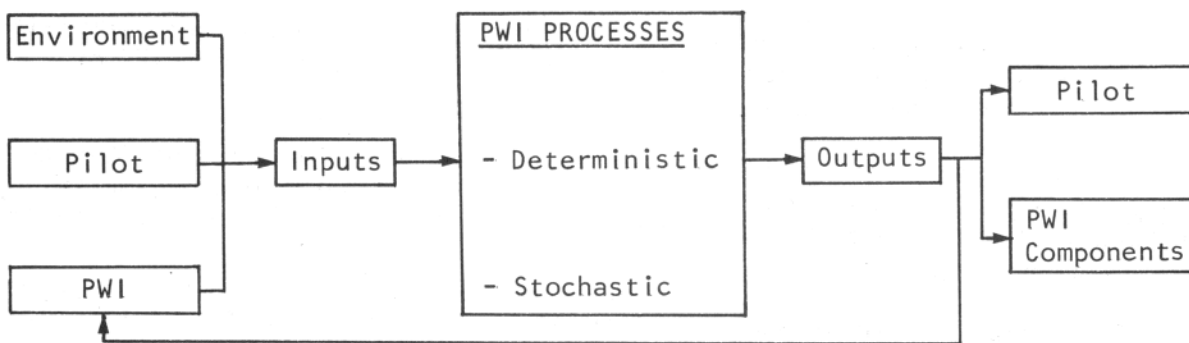 Environment
Pilot
PWI
Inputs
PWI PROCESSES
- Deterministic
- Stochastic
Outputs
Pilot
PWI
Components